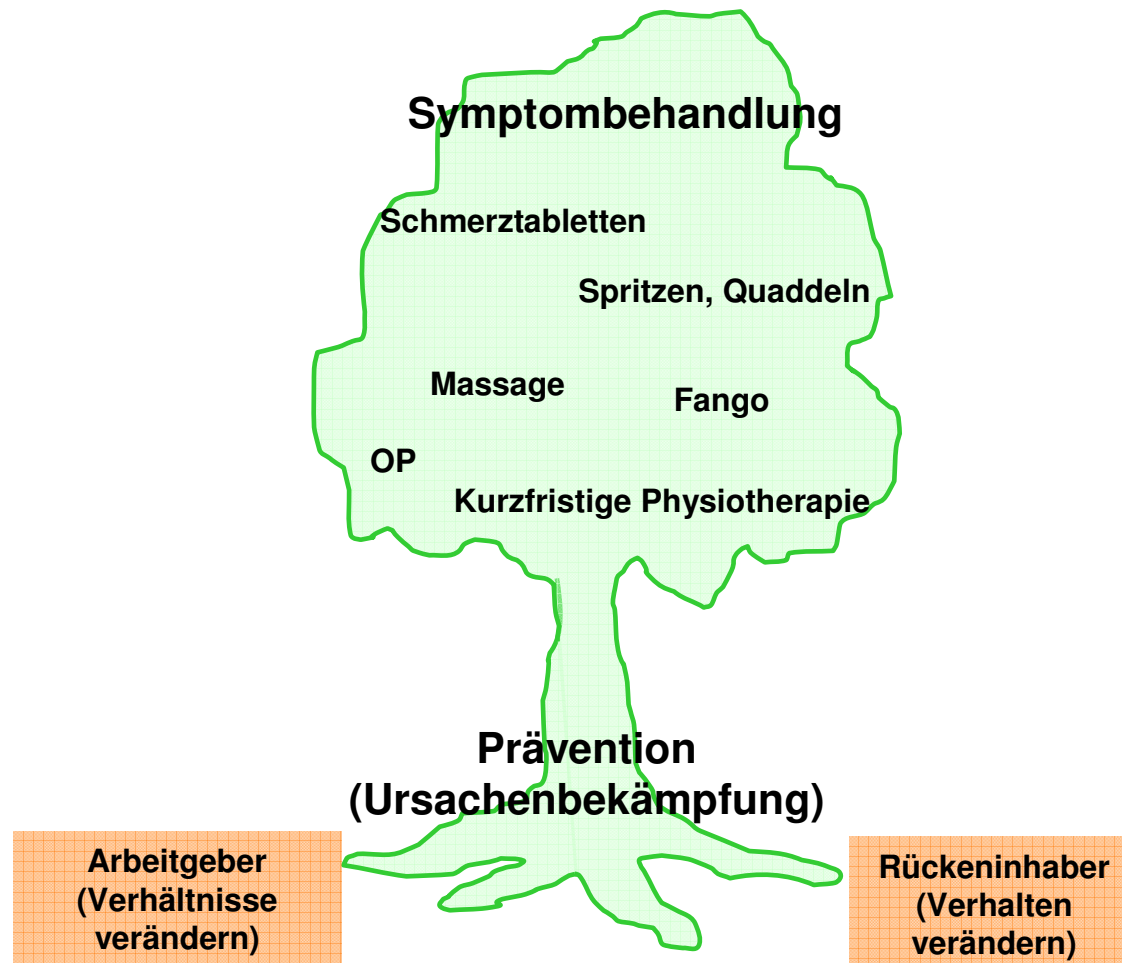 Symptombehandlung
Schmerztabletten
Spritzen, Quaddeln
Massage
Fango
OP
Kurzfristige Physiotherapie
Prävention
(Ursachenbekämpfung)
Arbeitgeber
(Verhältnisse
verändern)
Rückeninhaber
(Verhalten
verändern)